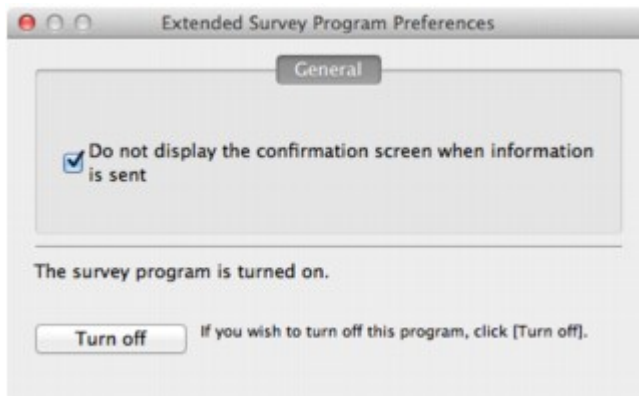 Extended Survey Program Preferences
General
Do not display the confirmation screen when information
is sent
The survey program is turned on.
Turn off
If you wish to turn off this program, click [Turn off].